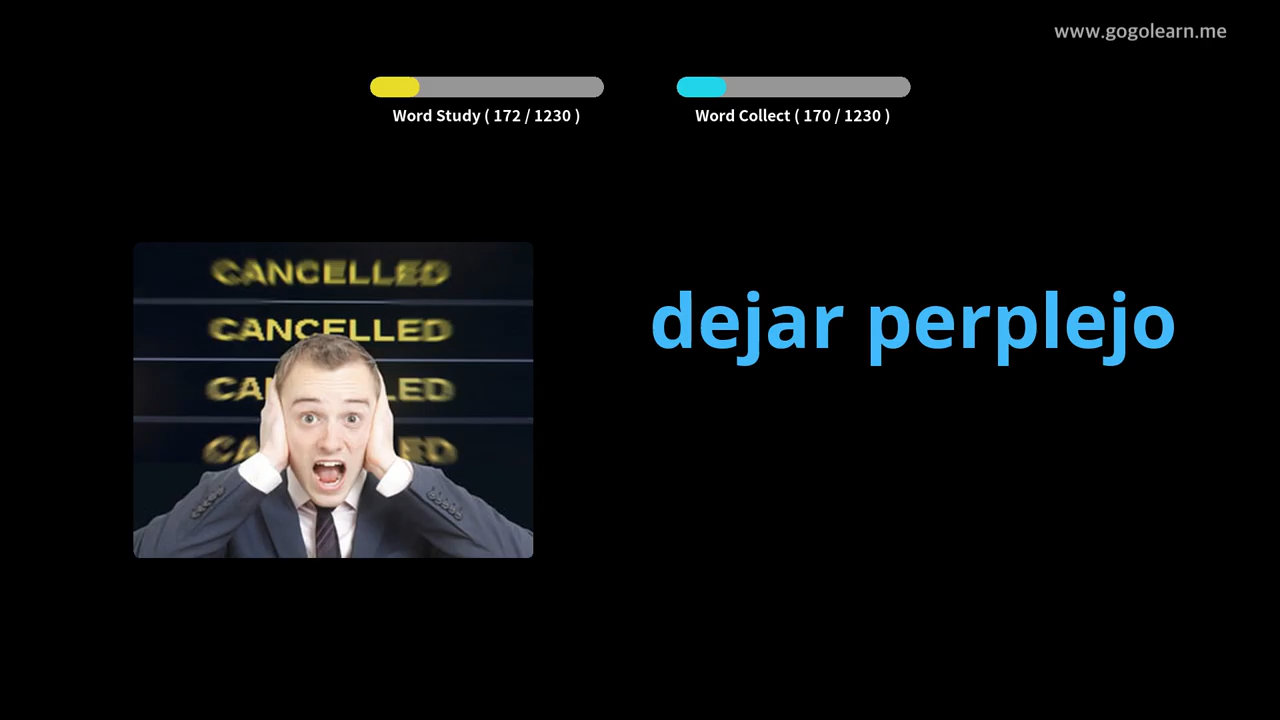 www.gogolearn.me
Word Study ( 172 / 1230 )
Word Collect ( 170 / 1230 )
CANCELLED
CANCELLED
dejar perplejo